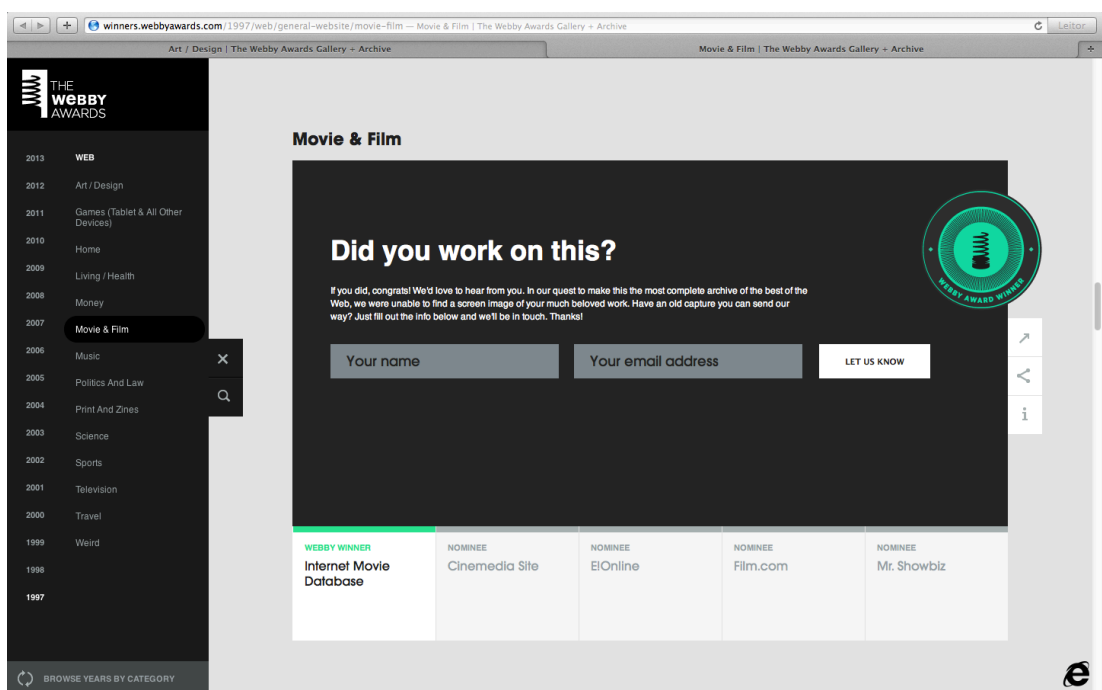 winners.webbyawards.com/1997/web/general-website/movie-film — Movie & Film | The Webby Awards Gallery + Archive
Leitor
Art / Design | The Webby Awards Gallery + Archive
Movie & Film | The Webby Awards Gallery + Archive
THE
WEBBY
AWARDS
2013
2012
2011
2010
2009
2008
2007
2006
2005
2004
2003
2002
2001
2000
1999
1998
1997
WEB
Art / Design
Games (Tablet & All Other
Devices)
Home
Living / Health
Money
Movie & Film
Music
Politics And Law
Print And Zines
Science
Sports
Television
Travel
Weird
BROWSE YEARS BY CATEGORY
Movie & Film
Did you work on this?
If you did, congrats! We'd love to hear from you. In our quest to make this the most complete archive of the best of the
Web, we were unable to find a screen image of your much beloved work. Have an old capture you can send our
way? Just fill out the info below and we'll be in touch. Thanks!
Your name
Your email address
LET US KNOW
WEBBY AWARD WINNER
i
WEBBY WINNER
Internet Movie
Database
NOMINEE
Cinemedia Site
NOMINEE
EIOnline
NOMINEE
Film.com
NOMINEE
Mr. Showbiz